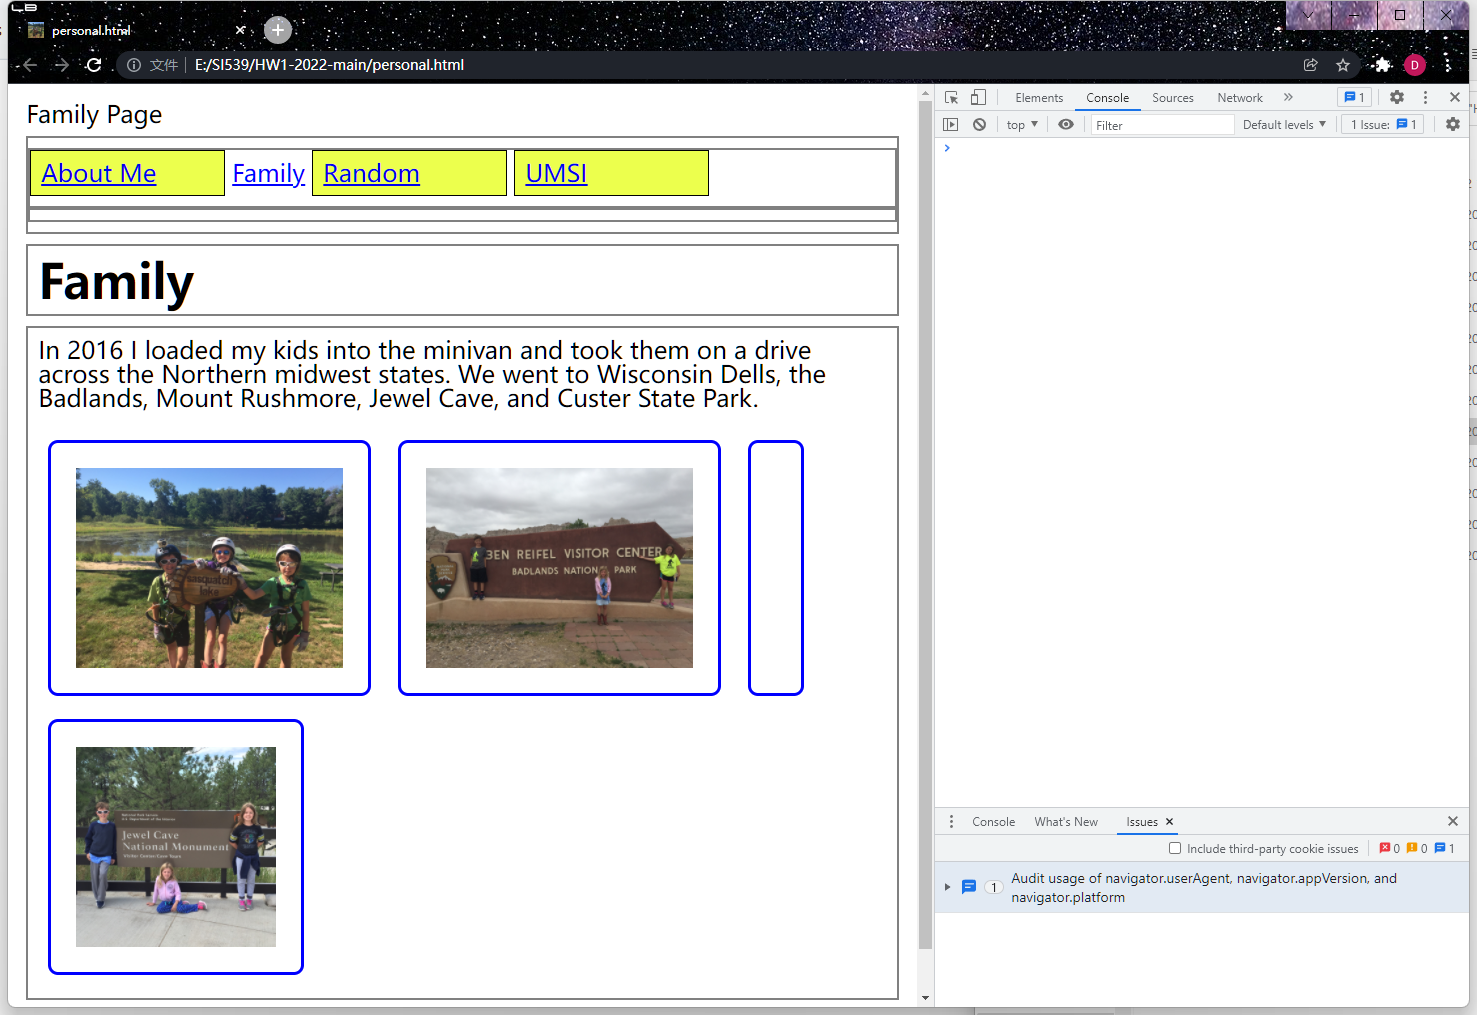 personal.html
文件 E:/SI539/HW1-2022-main/personal.html
D
Family Page
About Me Family Random UMSI
Family
In 2016 I loaded my kids into the minivan and took them on a drive
across the Northern midwest states. We went to Wisconsin Dells, the
Badlands, Mount Rushmore, Jewel Cave, and Custer State Park.
sasquatch
lake
BEN REIFEL VISITOR CENTER
BADLANDS NATIONAL PARK
Jewel Cave
National Monument
Visitor Center/Cave Tours
Elements Console Sources Network 1
top Filter Default levels 1 Issue: 1
Console What's New Issues
Include third-party cookie issues 0 0 1
1 Audit usage of navigator.userAgent, navigator.appVersion, and
navigator.platform